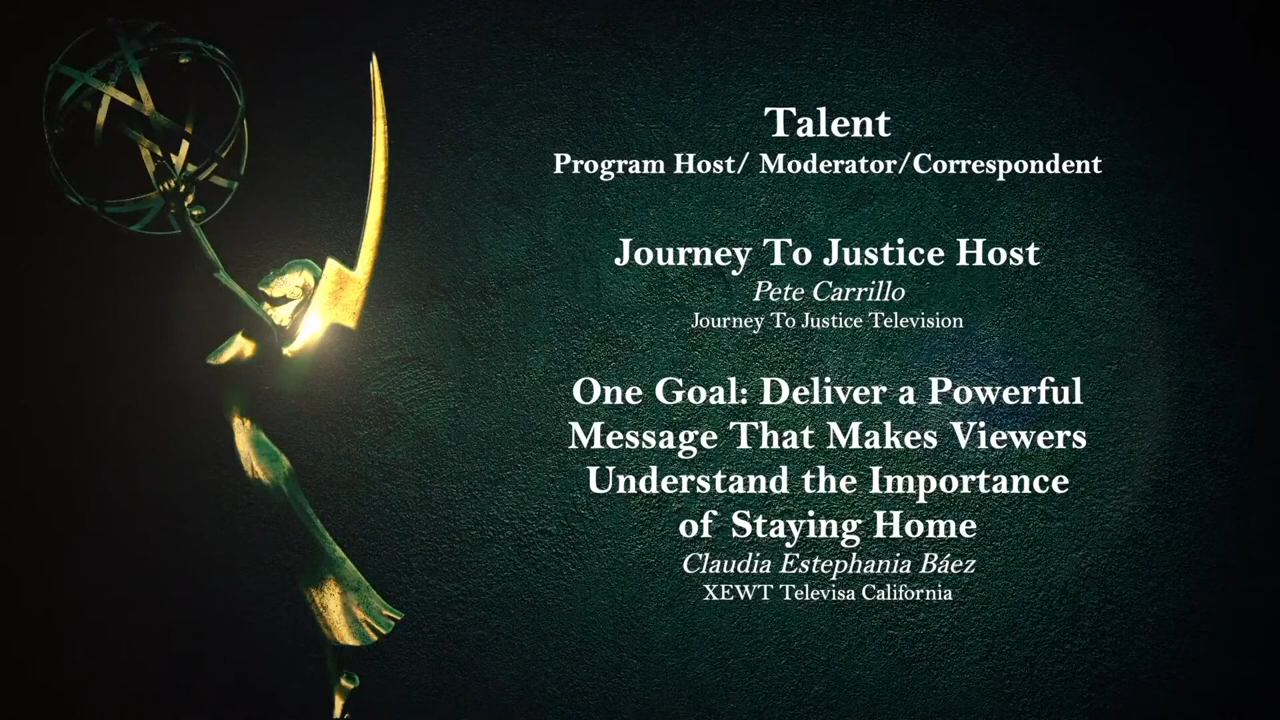 Talent
Program Host/ Moderator/Correspondent
Journey To Justice Host
Pete Carrillo
Journey To Justice Television
One Goal: Deliver a Powerful
Message That Makes Viewers
Understand the Importance
of Staying Home
Claudia Estephania Báez
XEWT Televisa California